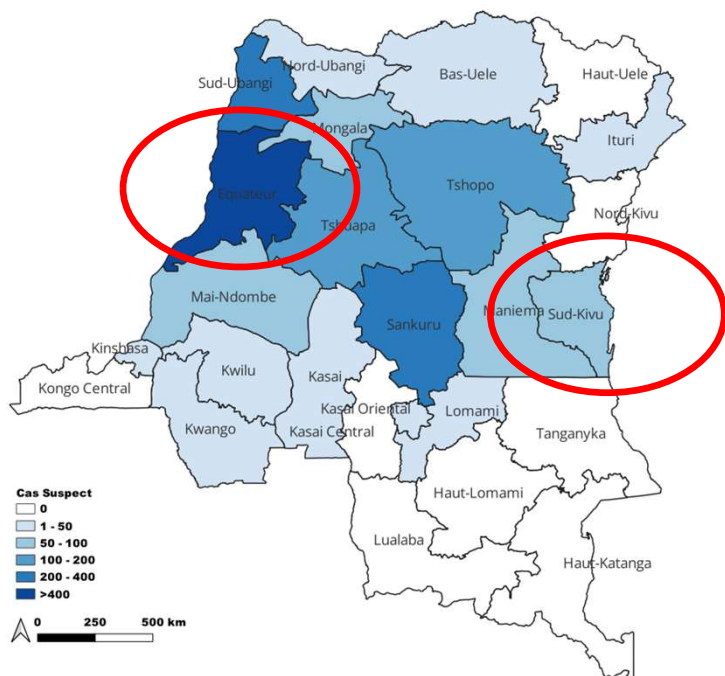 Nord-Ubangi
Bas-Uele
Haut-Uele
Sud-Ubangi
Mongala
Ituri
Equateur
Tshopo
Tshuapa
Nord-Kivu
Mai-Ndombe
Maniema
Sud-Kivu
Sankuru
Kinshasa
Kwilu
Kasai
Kongo Central
Kasai Oriental
Lomami
Kwango
Kasai Central
Tanganyka
Haut-Lomami
Lualaba
Haut-Katanga
Cas Suspect
0
1 - 50
50 - 100
100 - 200
200 - 400
>400
0 250 500 km